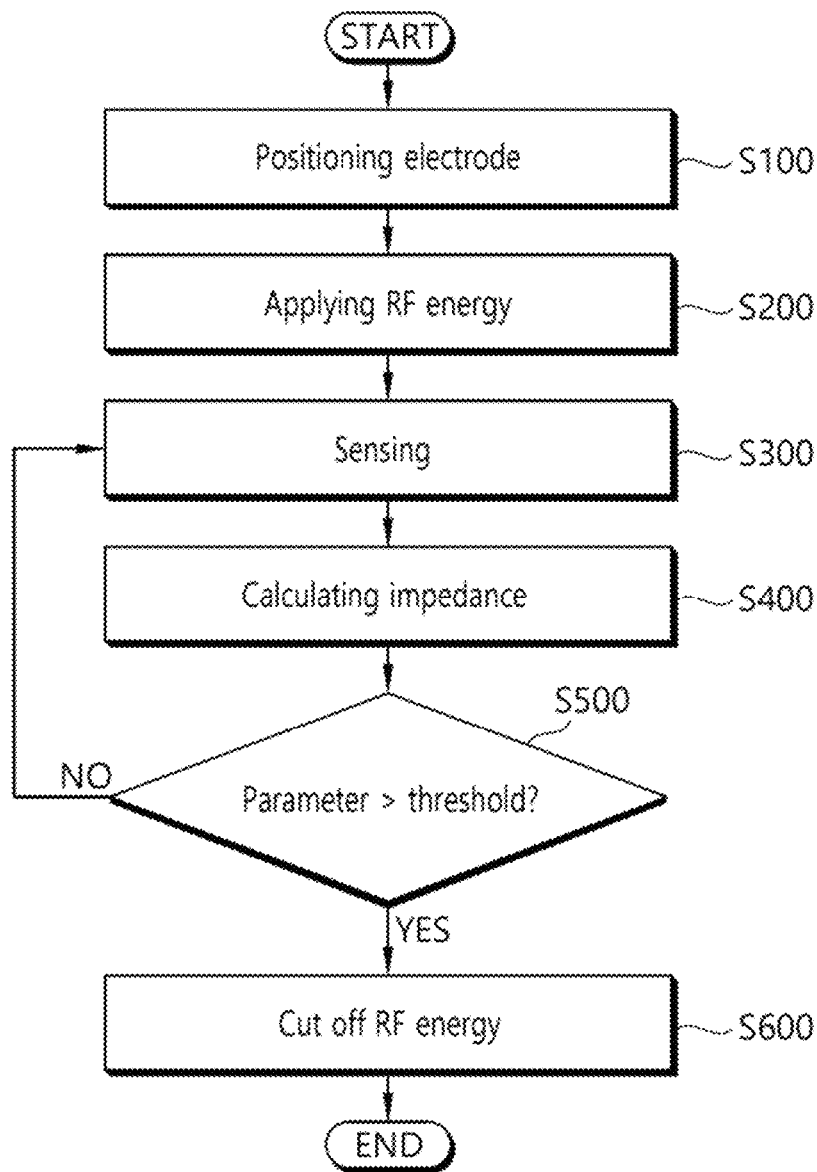 START
Positioning electrode
S100
Applying RF energy
S200
Sensing
S300
Calculating impedance
S400
S500
NO
Parameter > threshold?
YES
Cut off RF energy
S600
END